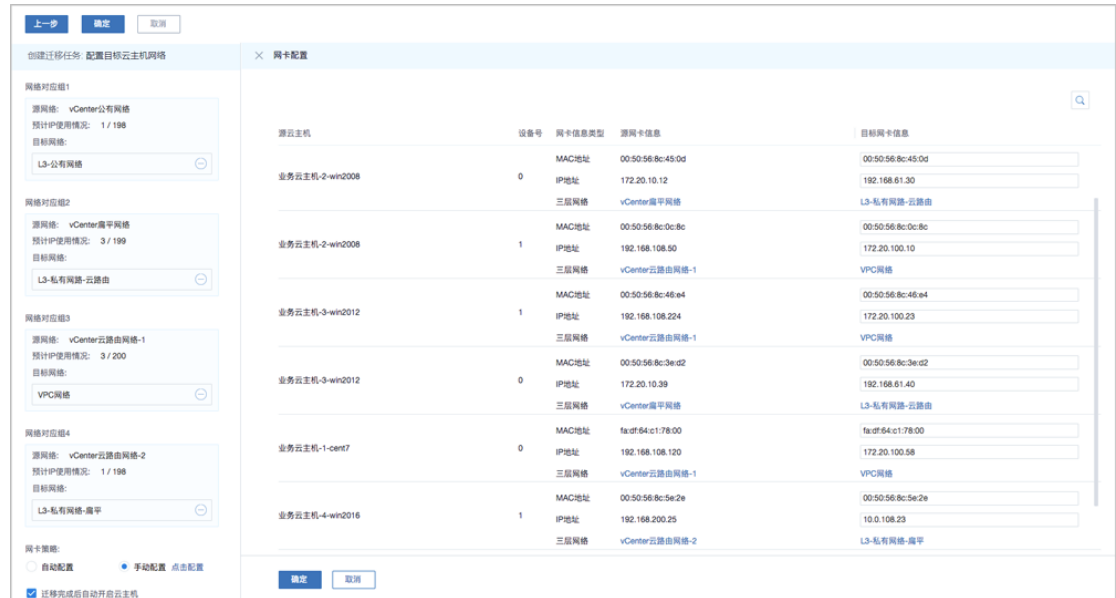 上一步 确定 取消
创建迁移任务: 配置目标云主机网络
网络对应组1
源网络: vCenter公有网络
预计IP使用情况: 1 / 198
目标网络:
L3-公有网络
网络对应组2
源网络: vCenter扁平网络
预计IP使用情况: 3 / 199
目标网络:
L3-私有网路-云路由
网络对应组3
源网络: vCenter云路由网络-1
预计IP使用情况: 3 / 200
目标网络:
VPC网络
网络对应组4
源网络: vCenter云路由网络-2
预计IP使用情况: 1 / 198
目标网络:
L3-私有网络-扁平
网卡策略:
自动配置 手动配置 点击配置
迁移完成后自动开启云主机
网卡配置
源云主机 设备号 网卡信息类型 源网卡信息 目标网卡信息
MAC地址 00:50:56:8c:45:0d 00:50:56:8c:45:0d
业务云主机-2-win2008 0 IP地址 172.20.10.12 192.168.61.30
三层网络 vCenter扁平网络 L3-私有网路-云路由
MAC地址 00:50:56:8c:0c:8c 00:50:56:8c:0c:8c
业务云主机-2-win2008 1 IP地址 192.168.108.50 172.20.100.10
三层网络 vCenter云路由网络-1 VPC网络
MAC地址 00:50:56:8c:46:e4 00:50:56:8c:46:e4
业务云主机-3-win2012 1 IP地址 192.168.108.224 172.20.100.23
三层网络 vCenter云路由网络-1 VPC网络
MAC地址 00:50:56:8c:3e:d2 00:50:56:8c:3e:d2
业务云主机-3-win2012 0 IP地址 172.20.10.39 192.168.61.40
三层网络 vCenter扁平网络 L3-私有网路-云路由
MAC地址 fa:df:64:c1:78:00 fa:df:64:c1:78:00
业务云主机-1-cent7 0 IP地址 192.168.108.120 172.20.100.58
三层网络 vCenter云路由网络-1 VPC网络
MAC地址 00:50:56:8c:5e:2e 00:50:56:8c:5e:2e
业务云主机-4-win2016 1 IP地址 192.168.200.25 10.0.108.23
三层网络 vCenter云路由网络-2 L3-私有网络-扁平
确定 取消